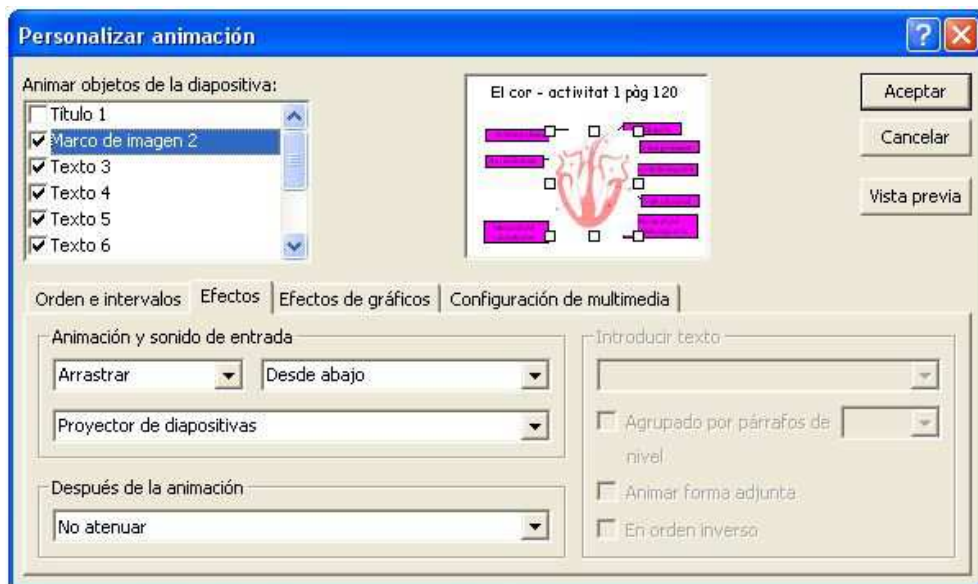 Personalizar animación
Animar objetos de la diapositiva:
Título 1
Marco de imagen 2
Texto 3
Texto 4
Texto 5
Texto 6
El cor - activitat 1 pàg 120
Aceptar
Cancelar
Vista previa
Orden e intervalos
Efectos
Efectos de gráficos
Configuración de multimedia
Animación y sonido de entrada
Arrastrar
Desde abajo
Proyector de diapositivas
Después de la animación
No atenuar
Introducir texto
Agrupado por párrafos de
nivel
Animar forma adjunta
En orden inverso